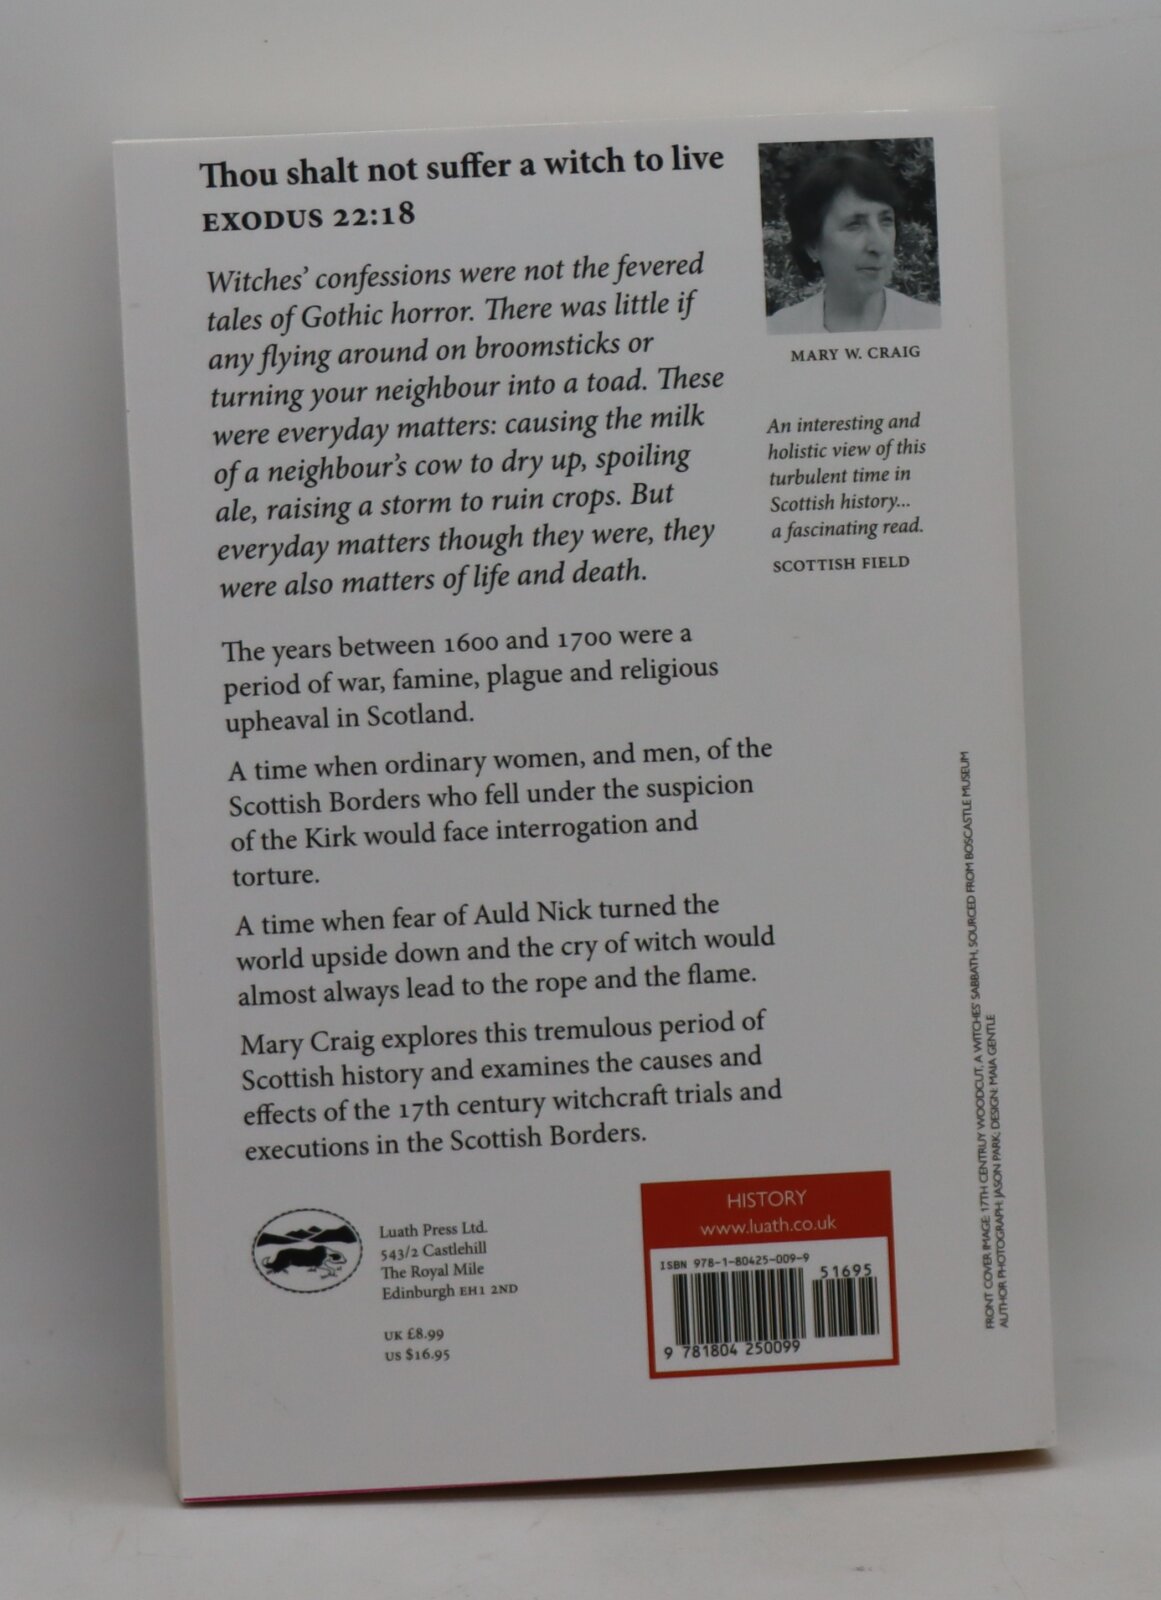 Thou shalt not suffer a witch to live
EXODUS 22:18
Witches' confessions were not the fevered
tales of Gothic horror. There was little if
any flying around on broomsticks or
turning your neighbour into a toad. These
were everyday matters: causing the milk
of a neighbour's cow to dry up, spoiling
ale, raising a storm to ruin crops. But
everyday matters though they were, they
were also matters of life and death.
The years between 1600 and 1700 were a
period of war, famine, plague and religious
upheaval in Scotland.
A time when ordinary women, and men, of the
Scottish Borders who fell under the suspicion
of the Kirk would face interrogation and
torture.
A time when fear of Auld Nick turned the
world upside down and the cry of witch would
almost always lead to the rope and the flame.
Mary Craig explores this tremulous period of
Scottish history and examines the causes and
effects of the 17th century witchcraft trials and
executions in the Scottish Borders.
MARY W. CRAIG
An interesting and
holistic view of this
turbulent time in
Scottish history...
a fascinating read.
SCOTTISH FIELD
Luath Press Ltd.
543/2 Castlehill
The Royal Mile
Edinburgh EH1 2ND
UK £8.99
US $16.95
HISTORY
www.luath.co.uk
ISBN 978-1-80425-009-9
51695
9 781804 250099
FRONT COVER IMAGE: 17TH CENTRUY WOODCUT, A WITCHES' SABBATH, SOURCED FROM BOSCASTLE MUSEUM
AUTHOR PHOTOGRAPH: JASON PARK; DESIGN: MAIA GENTLE